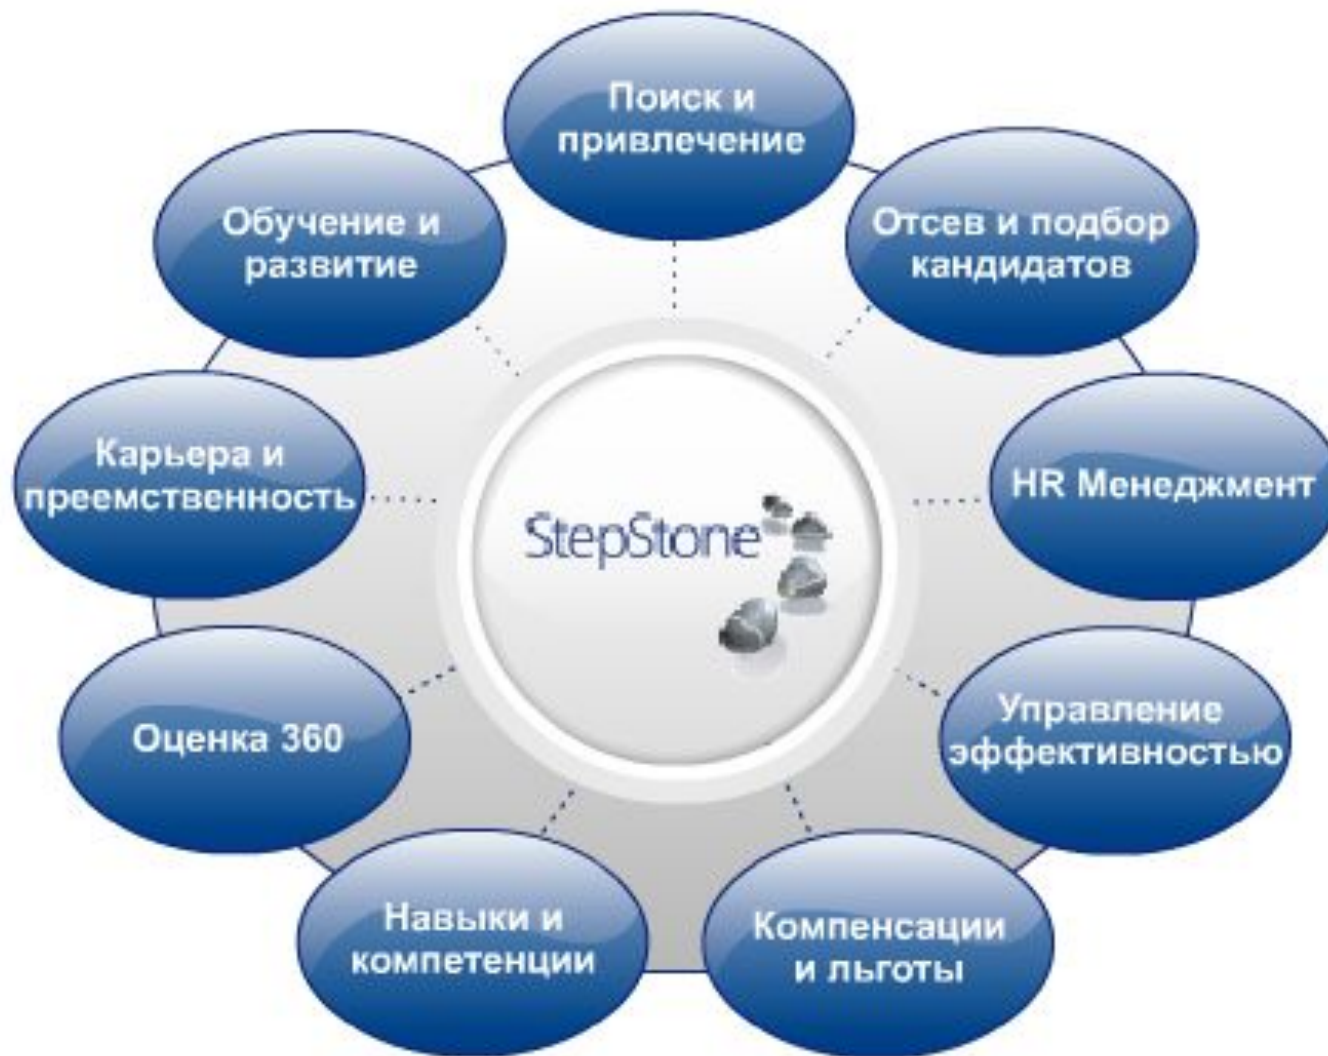 Поиск и
привлечение
Отсев и подбор
кандидатов
HR Менеджмент
Управление
эффективностью
Компенсации
и льготы
Навыки и
компетенции
Оценка 360
Карьера и
преемственность
Обучение и
развитие
StepStone